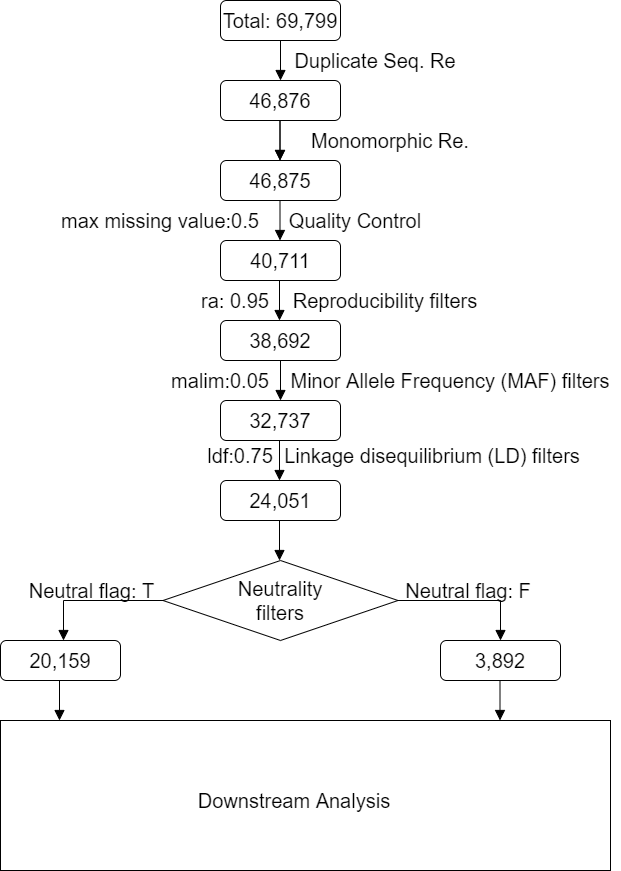 Total: 69,799
Duplicate Seq. Re
46,876
Monomorphic Re.
46,875
max missing value:0.5 Quality Control
40,711
ra: 0.95 Reproducibility filters
38,692
malim:0.05 Minor Allele Frequency (MAF) filters
32,737
ldf:0.75 Linkage disequilibrium (LD) filters
24,051
Neutral flag: T
Neutrality
filters
Neutral flag: F
20,159
3,892
Downstream Analysis